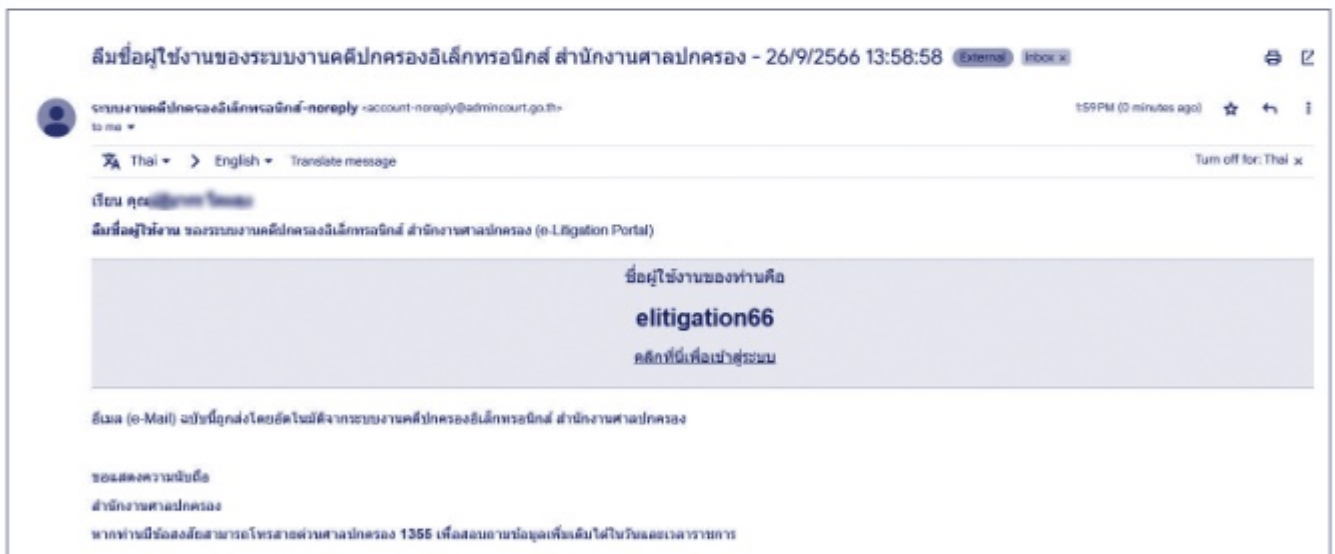 ลืมชื่อผู้ใช้งานของระบบงานคดีปกครองอิเล็กทรอนิกส์ สำนักงานศาลปกครอง - 26/9/2566 13:58:58 External Inbox x
ระบบงานคดีปกครองอิเล็กทรอนิกส์-noreply <account-noreply@admincourt.go.th> 1:59 PM (0 minutes ago)
to me
Thai > English Translate message Turn off for: Thai x
เรียน คุณ
ลืมชื่อผู้ใช้งาน ของระบบงานคดีปกครองอิเล็กทรอนิกส์ สำนักงานศาลปกครอง (e-Litigation Portal)
ชื่อผู้ใช้งานของท่านคือ
elitigation66
คลิกที่นี่เพื่อเข้าสู่ระบบ
อีเมล (e-Mail) ฉบับนี้ถูกส่งโดยอัตโนมัติจากระบบงานคดีปกครองอิเล็กทรอนิกส์ สำนักงานศาลปกครอง
ขอแสดงความนับถือ
สำนักงานศาลปกครอง
หากท่านมีข้อสงสัยสามารถโทรสายด่วนศาลปกครอง 1355 เพื่อสอบถามข้อมูลเพิ่มเติมได้ในวันและเวลาราชการ